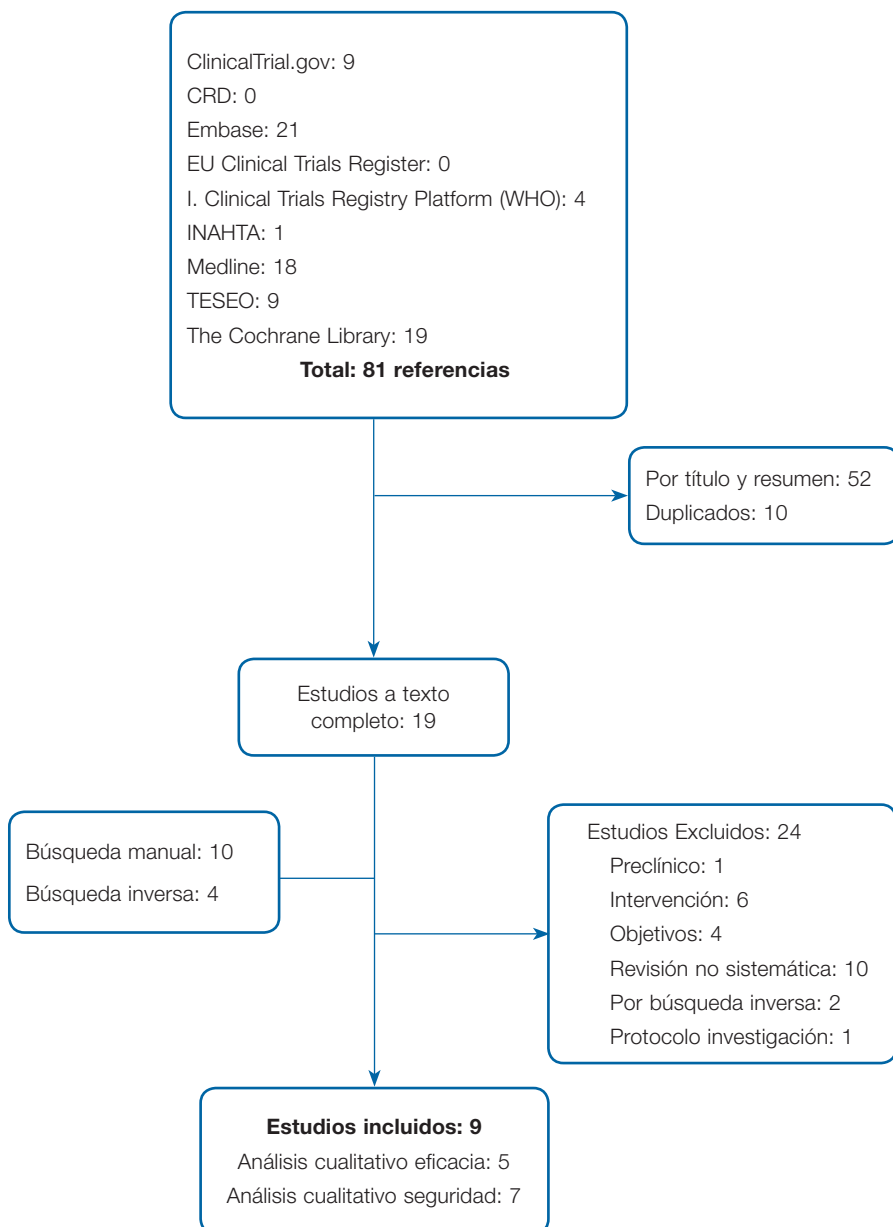 ClinicalTrial.gov: 9
CRD: 0
Embase: 21
EU Clinical Trials Register: 0
I. Clinical Trials Registry Platform (WHO): 4
INAHTA: 1
Medline: 18
TESEO: 9
The Cochrane Library: 19
Total: 81 referencias
Por título y resumen: 52
Duplicados: 10
Estudios a texto
completo: 19
Búsqueda manual: 10
Búsqueda inversa: 4
Estudios Excluidos: 24
Preclínico: 1
Intervención: 6
Objetivos: 4
Revisión no sistemática: 10
Por búsqueda inversa: 2
Protocolo investigación: 1
Estudios incluidos: 9
Análisis cualitativo eficacia: 5
Análisis cualitativo seguridad: 7